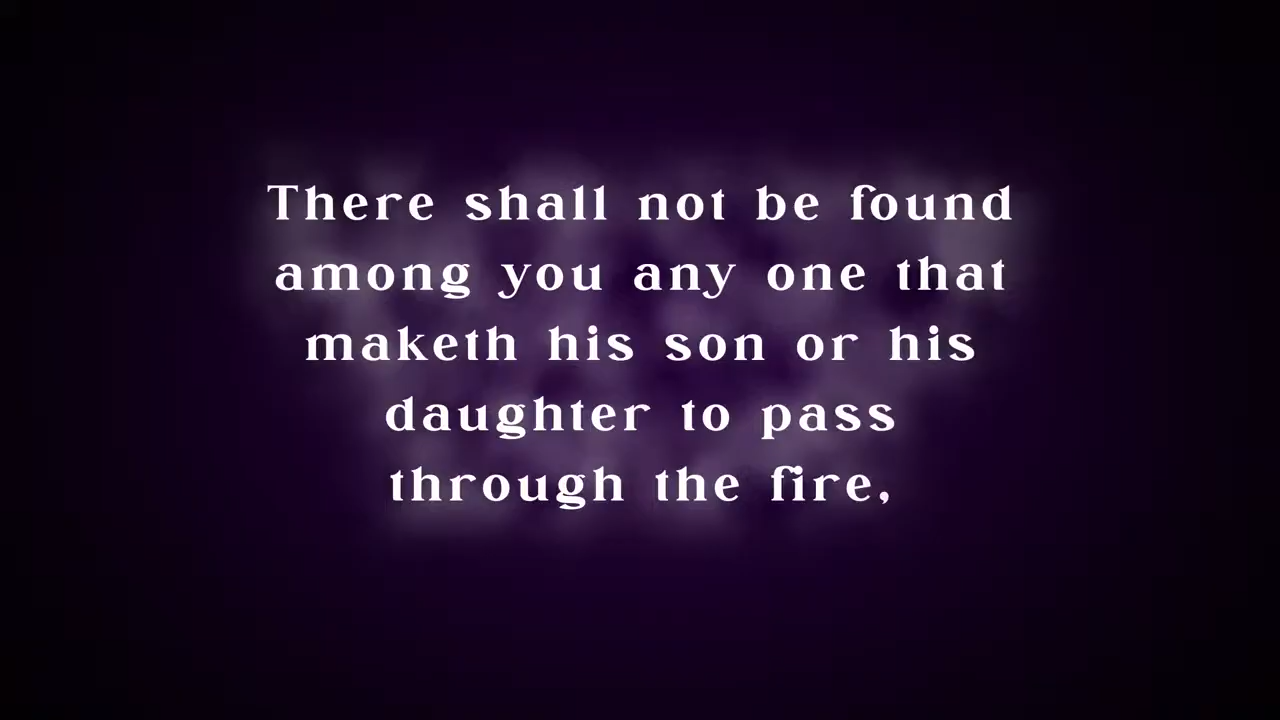 There shall not be found
among you any one that
maketh his son or his
daughter to pass
through the fire,